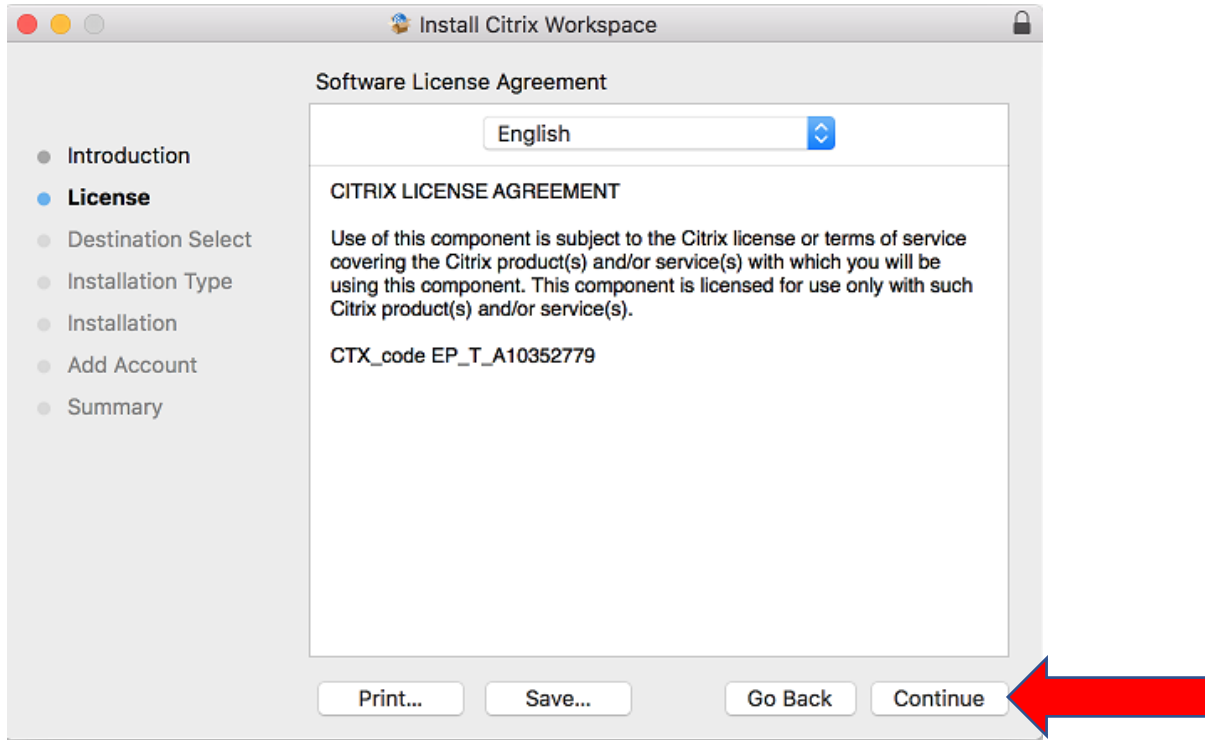 Install Citrix Workspace
Software License Agreement
Introduction
License
Destination Select
Installation Type
Installation
Add Account
Summary
English
CITRIX LICENSE AGREEMENT
Use of this component is subject to the Citrix license or terms of service
covering the Citrix product(s) and/or service(s) with which you will be
using this component. This component is licensed for use only with such
Citrix product(s) and/or service(s).
CTX_code EP_T_A10352779
Print...
Save...
Go Back
Continue